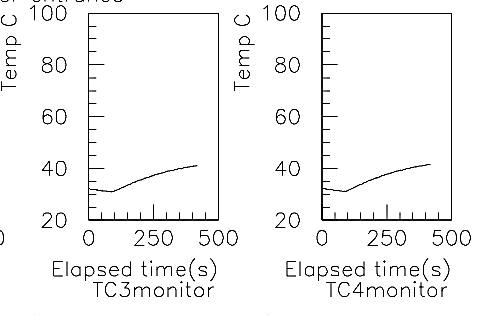 Temp C 100 80 60 40 20
0 250 500
Elapsed time(s)
TC3monitor
Temp C 100 80 60 40 20
0 250 500
Elapsed time(s)
TC4monitor